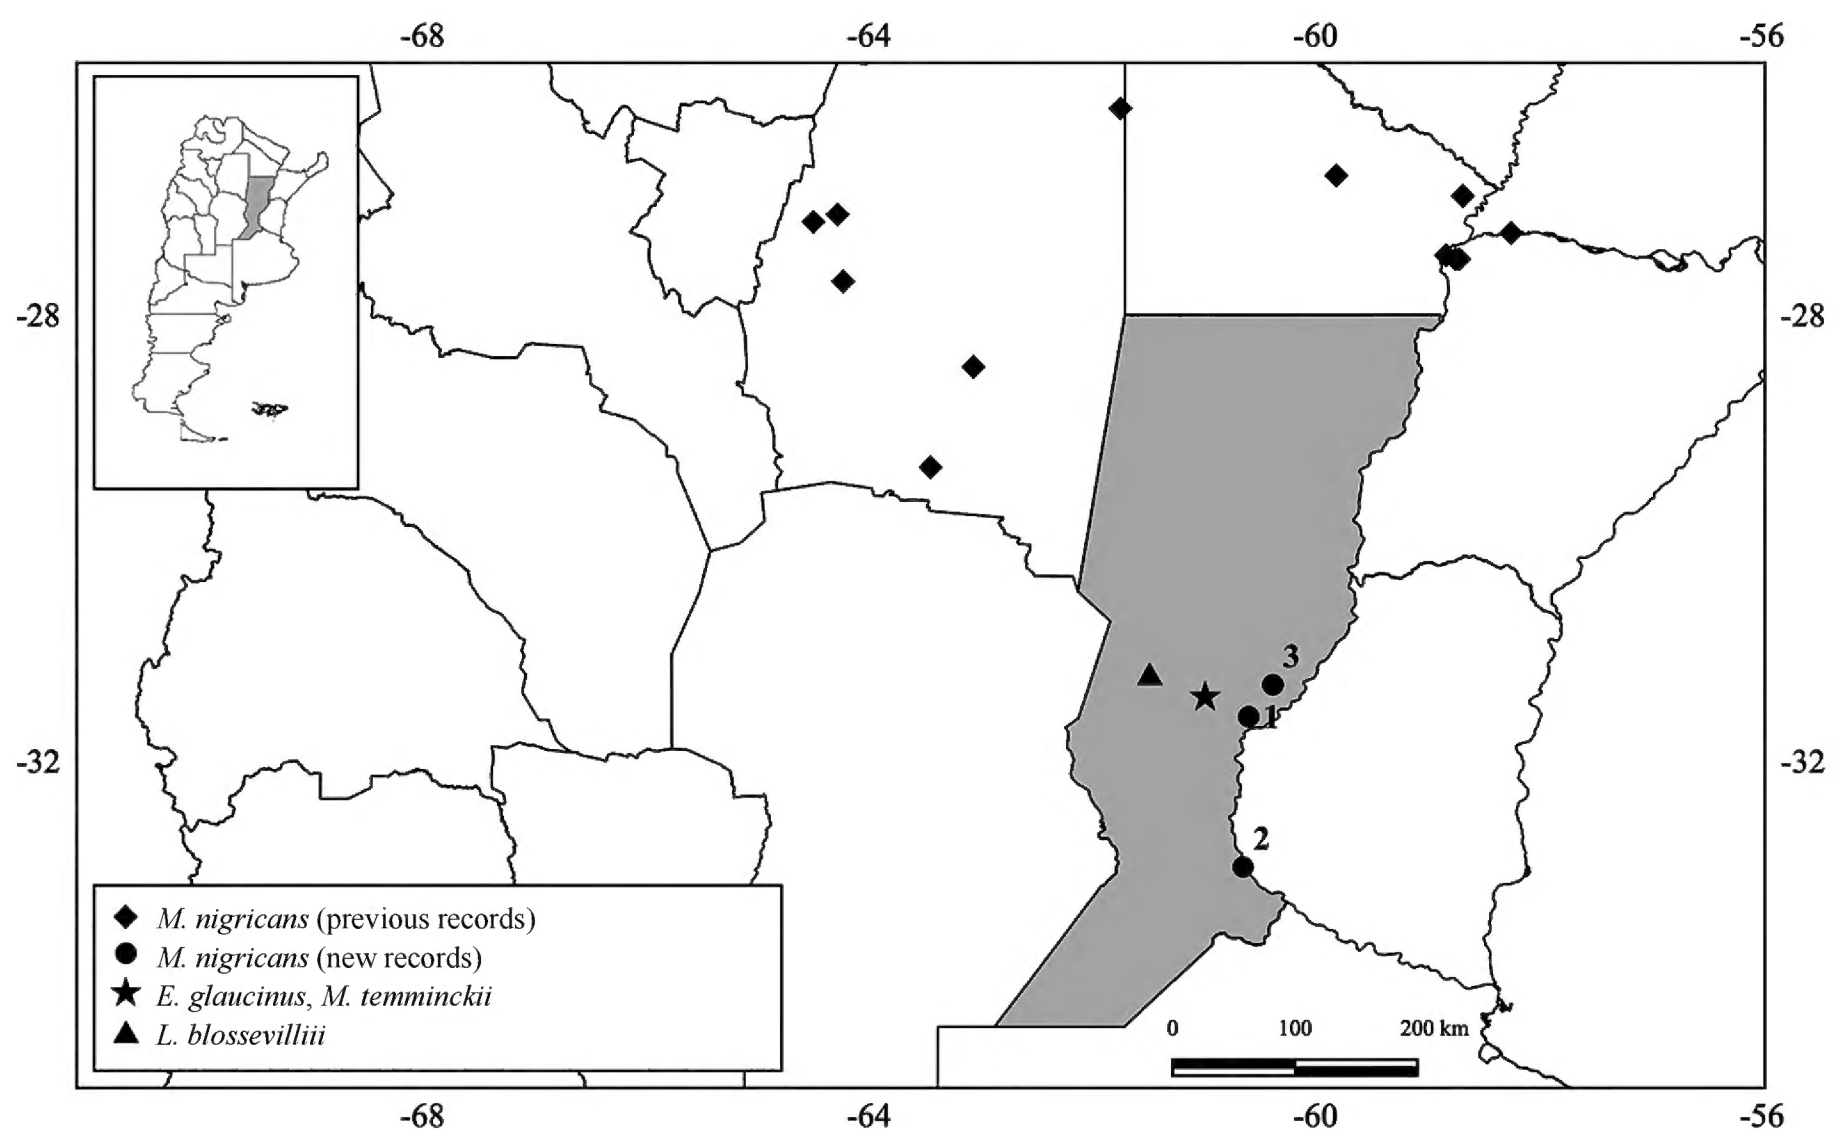 -68 -64 -60 -56
-28 -28
3
1
-32 -32
2
M. nigricans (previous records)
M. nigricans (new records)
E. glaucinus, M. temminckii
L. blossevilliii
0 100 200 km
-68 -64 -60 -56